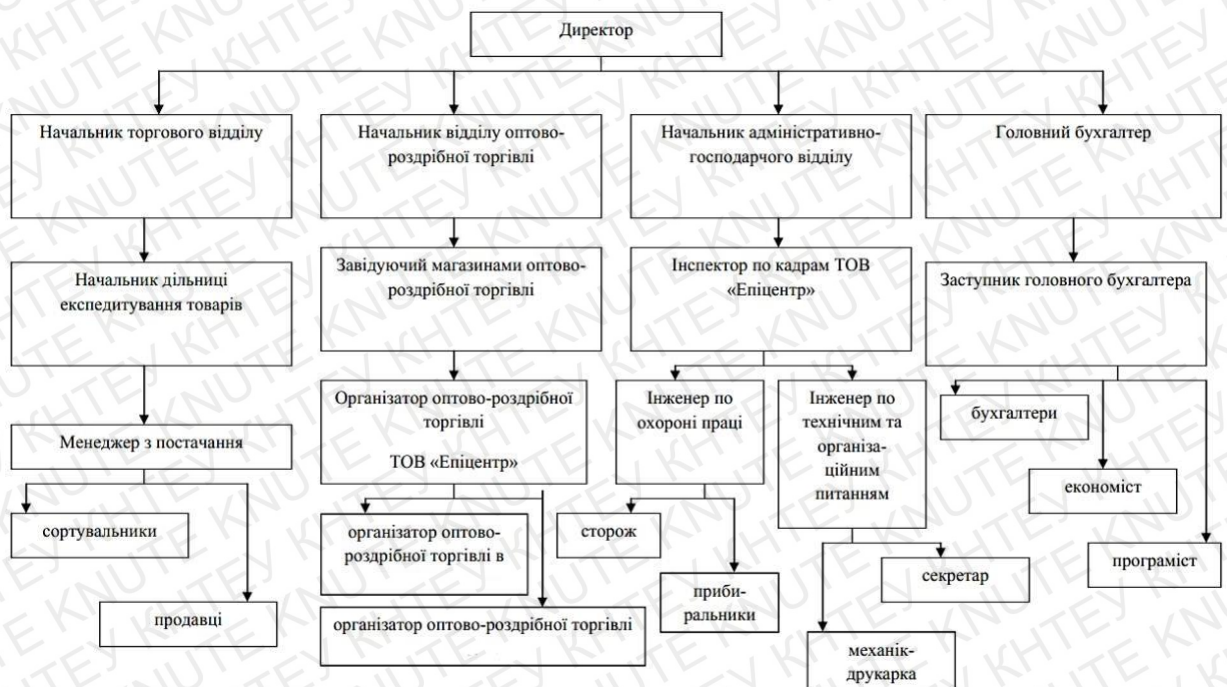 Директор
Начальник торгового відділу
Начальник відділу оптово-
роздрібної торгівлі
Начальник адміністративно-
господарчого відділу
Головний бухгалтер
Начальник дільниці
експедитування товарів
Завідуючий магазинами оптово-
роздрібної торгівлі
Інспектор по кадрам ТОВ
«Епіцентр»
Заступник головного бухгалтера
Менеджер з постачання
Організатор оптово-роздрібної
торгівлі
ТОВ «Епіцентр»
Інженер по
охороні праці
Інженер по
технічним та
організа-
ційним
питанням
бухгалтери
економіст
програміст
сортувальники
продавці
організатор оптово-
роздрібної торгівлі в
організатор оптово-роздрібної торгівлі
сторож
приби-
ральники
секретар
механік-
друкарка
KNUTE КНТЕУ